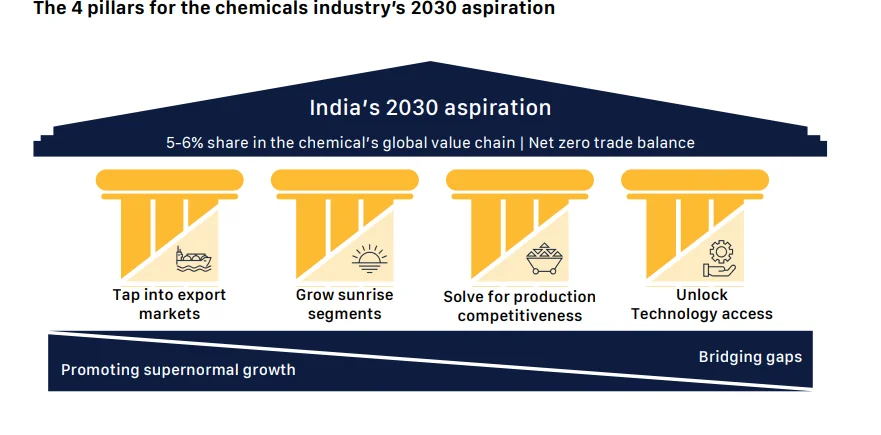 The 4 pillars for the chemicals industry's 2030 aspiration
India's 2030 aspiration
5-6% share in the chemical's global value chain | Net zero trade balance
Tap into export
markets
Grow sunrise
segments
Solve for production
competitiveness
Unlock
Technology access
Promoting supernormal growth
Bridging gaps